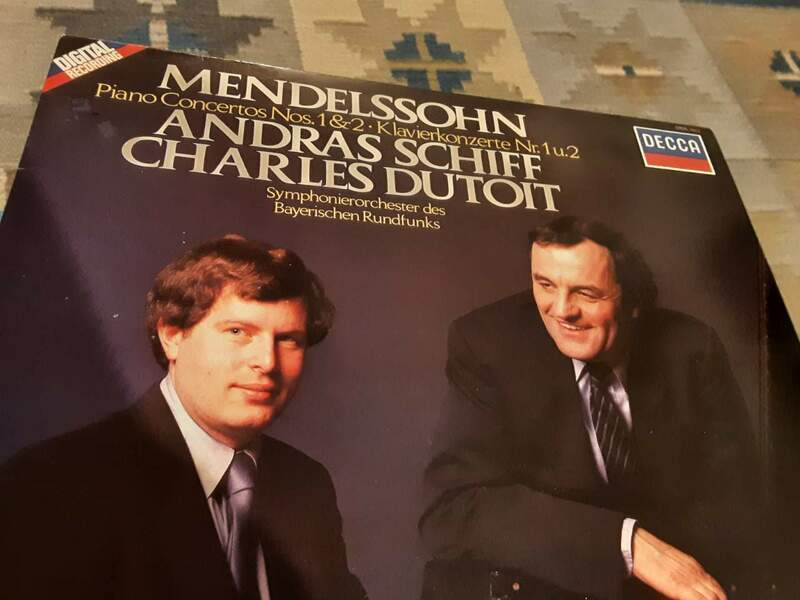 DIGITAL
RECORDING
MENDELSSOHN
Piano Concertos Nos.1 & 2 · Klavierkonzerte Nr.1 u.2
ANDRAS SCHIFF
CHARLES DUTOIT
Symphonierorchester des
Bayerischen Rundfunks
DECCA